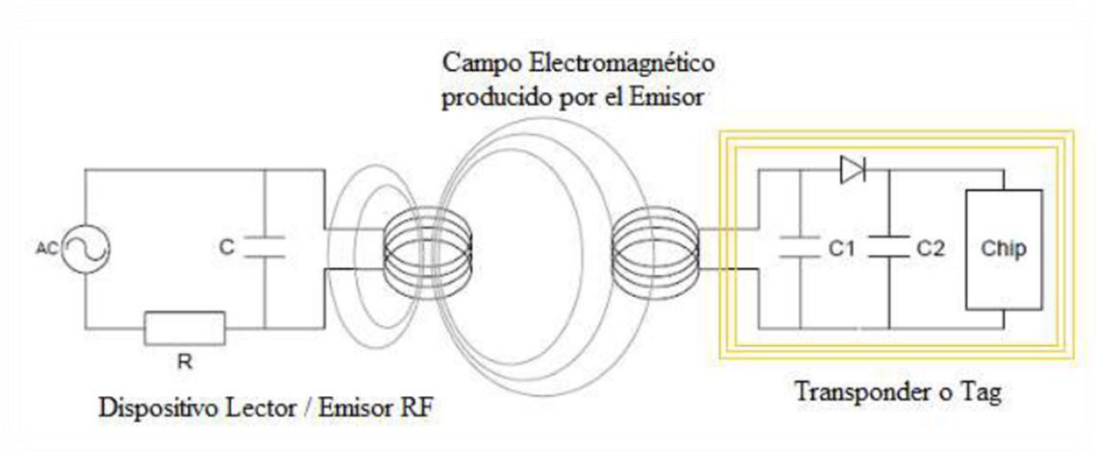 Campo Electromagnético
producido por el Emisor
AC
C
R
C1
C2
Chip
Dispositivo Lector / Emisor RF
Transponder o Tag